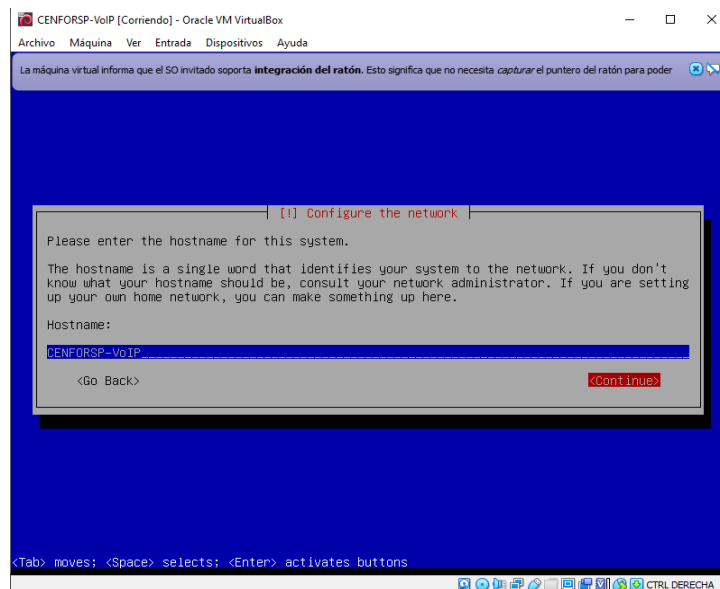 CENFORSP-VoIP [Corriendo] - Oracle VM VirtualBox
Archivo Máquina Ver Entrada Dispositivos Ayuda
La máquina virtual informa que el SO invitado soporta integración del ratón. Esto significa que no necesita capturar el puntero del ratón para poder
[!] Configure the network
Please enter the hostname for this system.
The hostname is a single word that identifies your system to the network. If you don't
know what your hostname should be, consult your network administrator. If you are setting
up your own home network, you can make something up here.
Hostname:
CENFORSP-VoIP
<Go Back> <Continue>
<Tab> moves; <Space> selects; <Enter> activates buttons
CTRL DERECHA